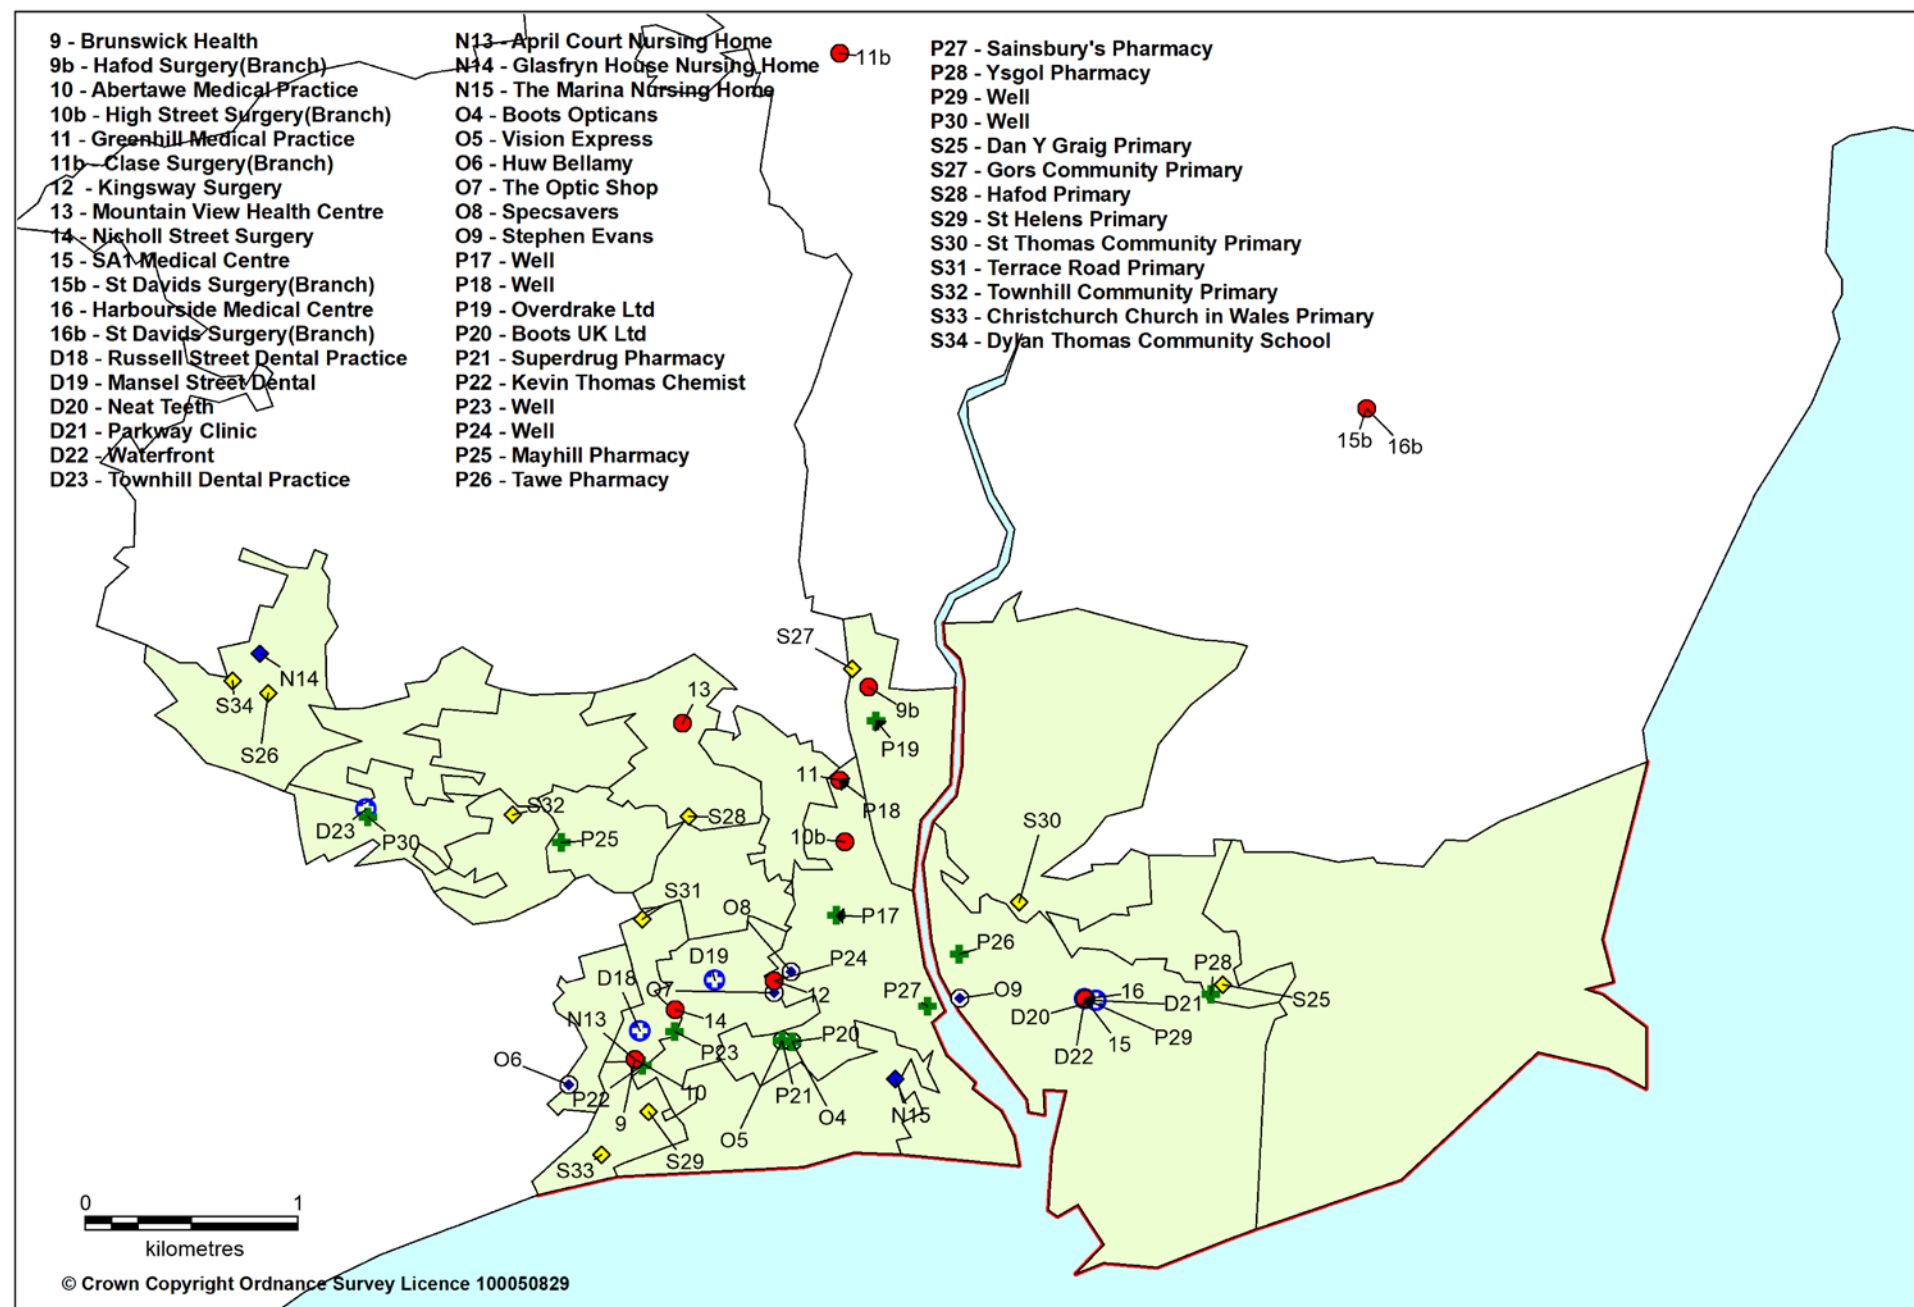 9 - Brunswick Health
9b - Hafod Surgery(Branch)
10 - Abertawe Medical Practice
10b - High Street Surgery(Branch)
11 - Greenhill Medical Practice
11b - Clase Surgery(Branch)
12 - Kingsway Surgery
13 - Mountain View Health Centre
14 - Nicholl Street Surgery
15 - SA1 Medical Centre
15b - St Davids Surgery(Branch)
16 - Harbourside Medical Centre
16b - St Davids Surgery(Branch)
D18 - Russell Street Dental Practice
D19 - Mansel Street Dental
D20 - Neat Teeth
D21 - Parkway Clinic
D22 - Waterfront
D23 - Townhill Dental Practice
N13 - April Court Nursing Home
N14 - Glasfryn House Nursing Home
N15 - The Marina Nursing Home
O4 - Boots Opticans
O5 - Vision Express
O6 - Huw Bellamy
O7 - The Optic Shop
O8 - Specsavers
O9 - Stephen Evans
P17 - Well
P18 - Well
P19 - Overdrake Ltd
P20 - Boots UK Ltd
P21 - Superdrug Pharmacy
P22 - Kevin Thomas Chemist
P23 - Well
P24 - Well
P25 - Mayhill Pharmacy
P26 - Tawe Pharmacy
P27 - Sainsbury's Pharmacy
P28 - Ysgol Pharmacy
P29 - Well
P30 - Well
S25 - Dan Y Graig Primary
S27 - Gors Community Primary
S28 - Hafod Primary
S29 - St Helens Primary
S30 - St Thomas Community Primary
S31 - Terrace Road Primary
S32 - Townhill Community Primary
S33 - Christchurch Church in Wales Primary
S34 - Dylan Thomas Community School
11b
15b
16b
S27
N14
S34
13
9b
S26
P19
11
S32
P18
D23
S28
S30
P30
P25
10b
S31
O8
P17
P26
D19
P24
P28
D18
O7
12
P27
O9
16
D21
S25
N13
14
D20
P20
P29
P23
15
O6
D22
P22
10
P21
N15
9
O4
O5
S33
S29
0 1
kilometres
© Crown Copyright Ordnance Survey Licence 100050829